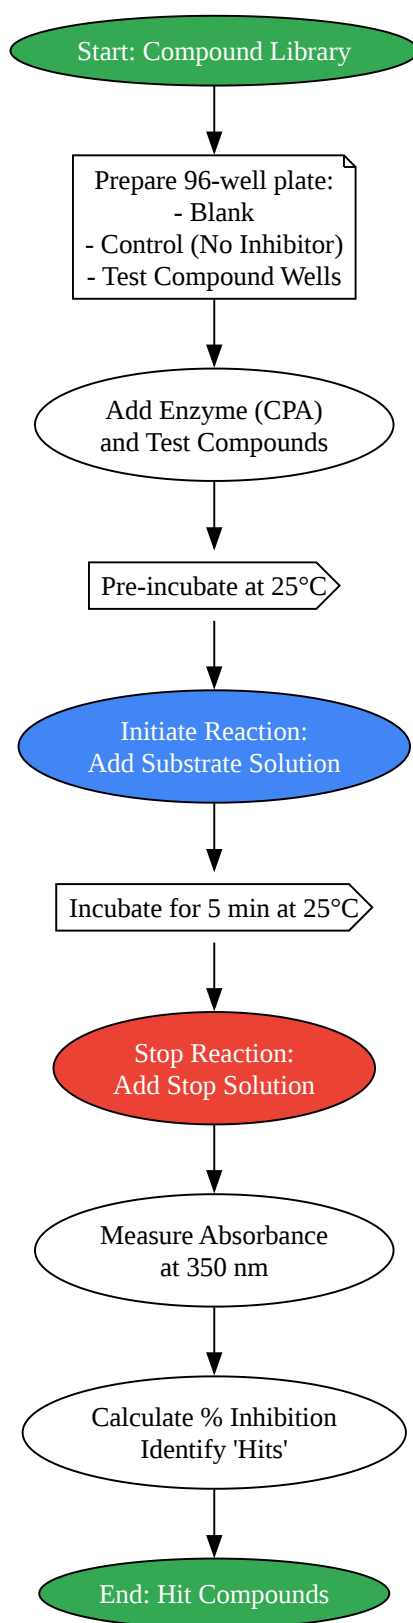 Start: Compound Library
Prepare 96-well plate:
- Blank
- Control (No Inhibitor)
- Test Compound Wells
Add Enzyme (CPA)
and Test Compounds
Pre-incubate at 25°C
Initiate Reaction:
Add Substrate Solution
Incubate for 5 min at 25°C
Stop Reaction:
Add Stop Solution
Measure Absorbance
at 350 nm
Calculate % Inhibition
Identify 'Hits'
End: Hit Compounds